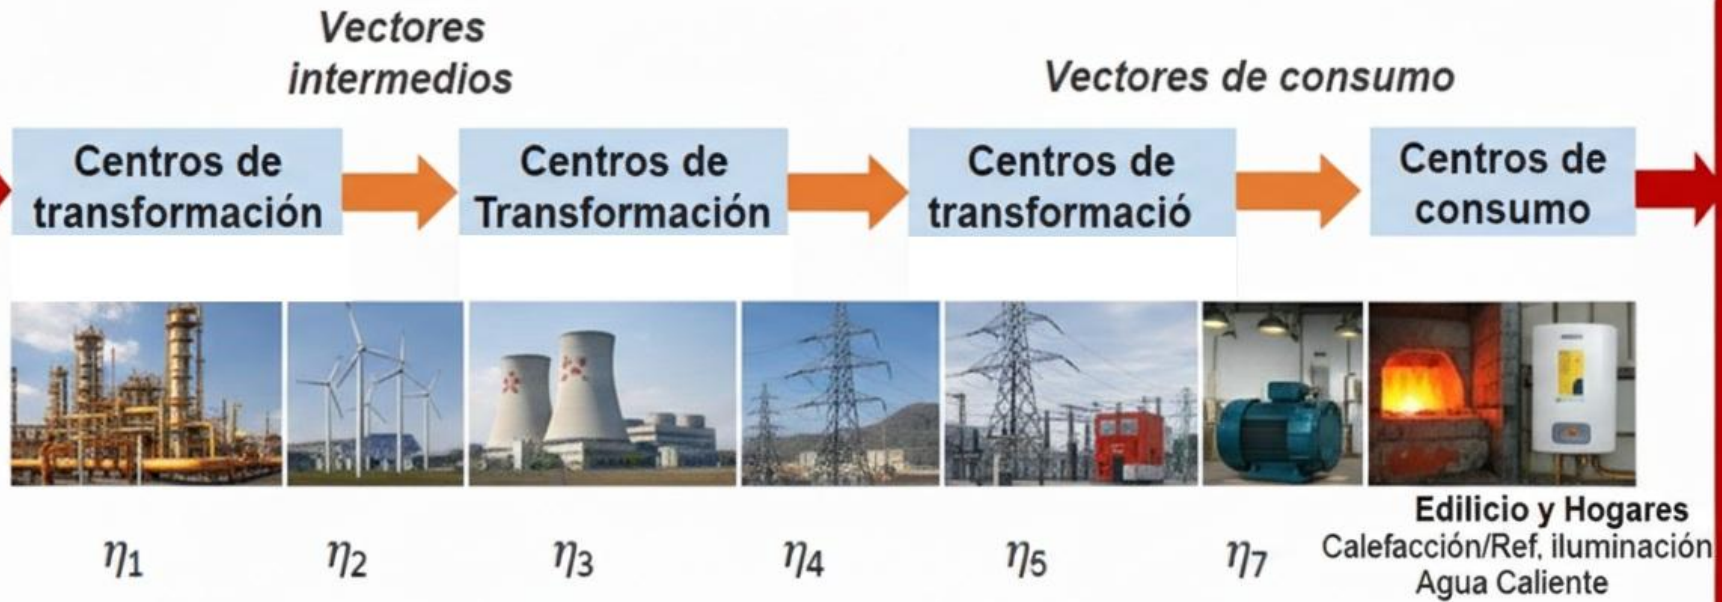 Vectores
intermedios
Vectores de consumo
Centros de
transformación
Centros de
Transformación
Centros de
transformació
Centros de
consumo
η1
η2
η3
η4
η5
η7
Edilicio y Hogares
Calefacción/Ref, iluminación
Agua Caliente